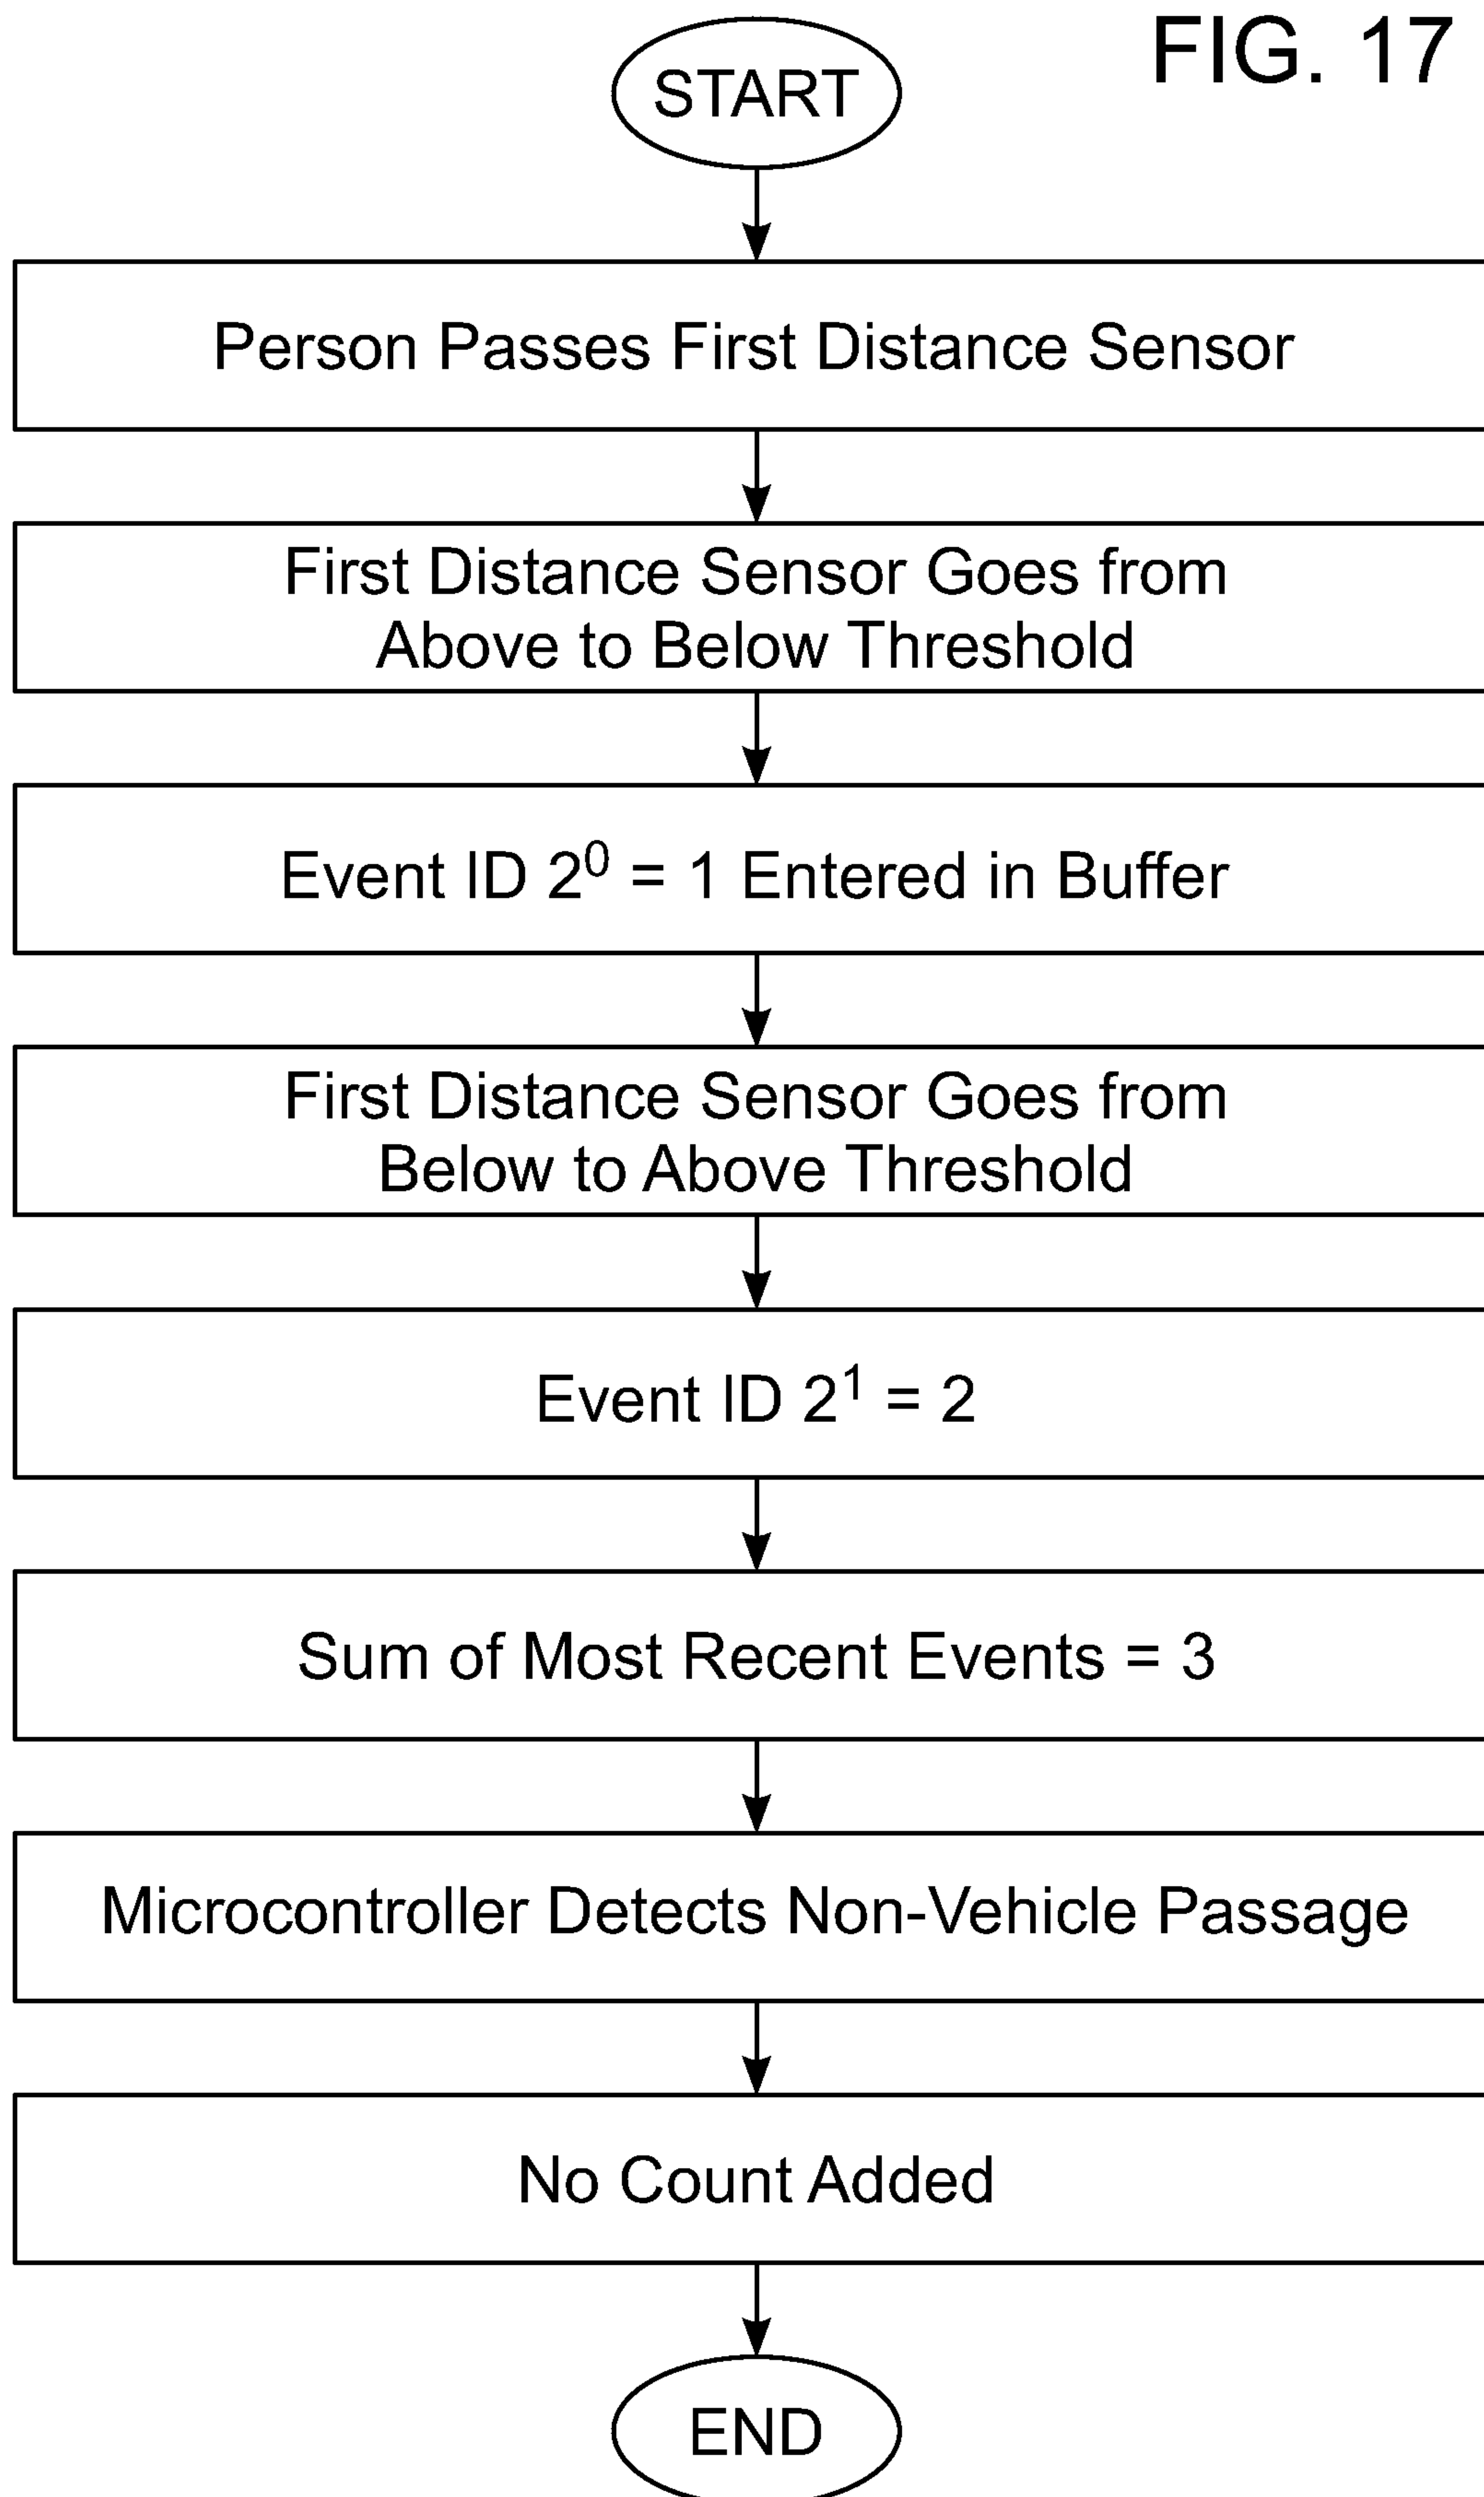 FIG. 17
START
Person Passes First Distance Sensor
First Distance Sensor Goes from
Above to Below Threshold
Event ID 2⁰ = 1 Entered in Buffer
First Distance Sensor Goes from
Below to Above Threshold
Event ID 2¹ = 2
Sum of Most Recent Events = 3
Microcontroller Detects Non-Vehicle Passage
No Count Added
END